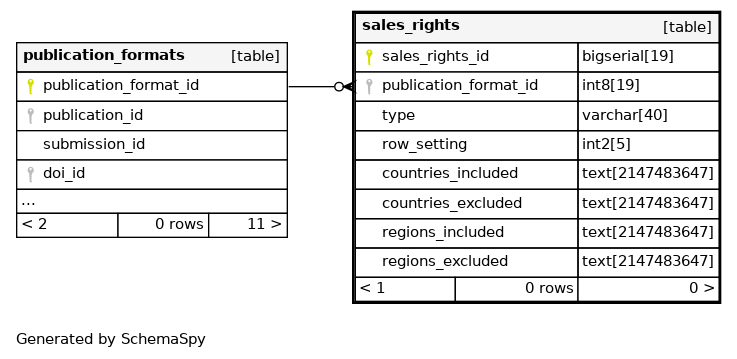 publication_formats [table]
publication_format_id
publication_id
submission_id
doi_id
...
< 2 0 rows 11 >
sales_rights [table]
sales_rights_id bigserial[19]
publication_format_id int8[19]
type varchar[40]
row_setting int2[5]
countries_included text[2147483647]
countries_excluded text[2147483647]
regions_included text[2147483647]
regions_excluded text[2147483647]
< 1 0 rows 0 >
Generated by SchemaSpy